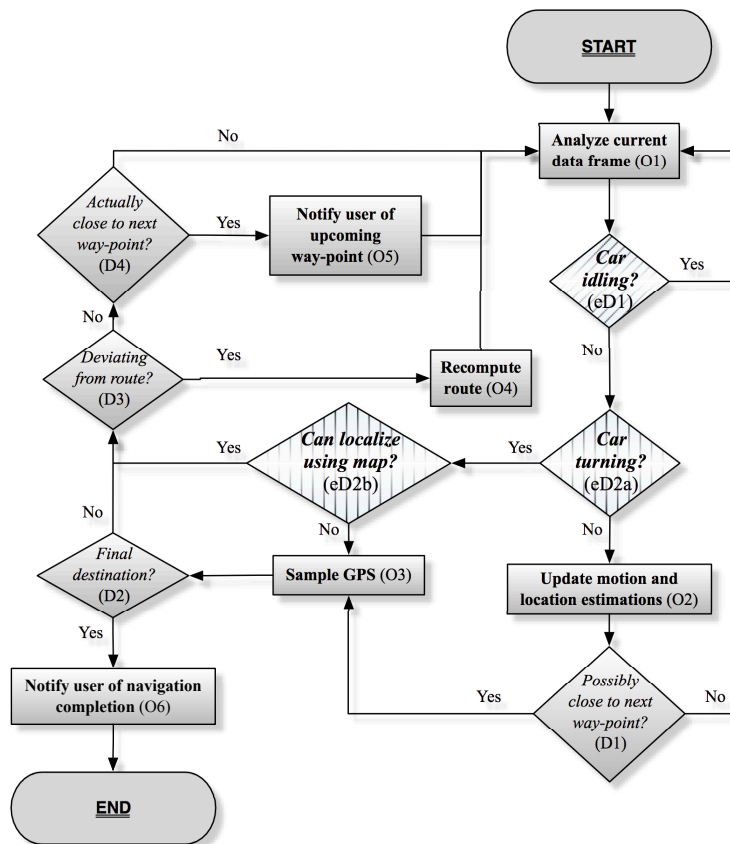 START
No
Analyze current
data frame (O1)
Actually
close to next
way-point?
(D4)
Yes
Notify user of
upcoming
way-point (O5)
Car
idling?
(eD1)
Yes
No
No
Deviating
from route?
(D3)
Yes
Recompute
route (O4)
Can localize
using map?
(eD2b)
Yes
Yes
Car
turning?
(eD2a)
No
No
No
Final
destination?
(D2)
Sample GPS (O3)
Update motion and
location estimations (O2)
Yes
Notify user of navigation
completion (O6)
Yes
Possibly
close to next
way-point?
(D1)
No
END